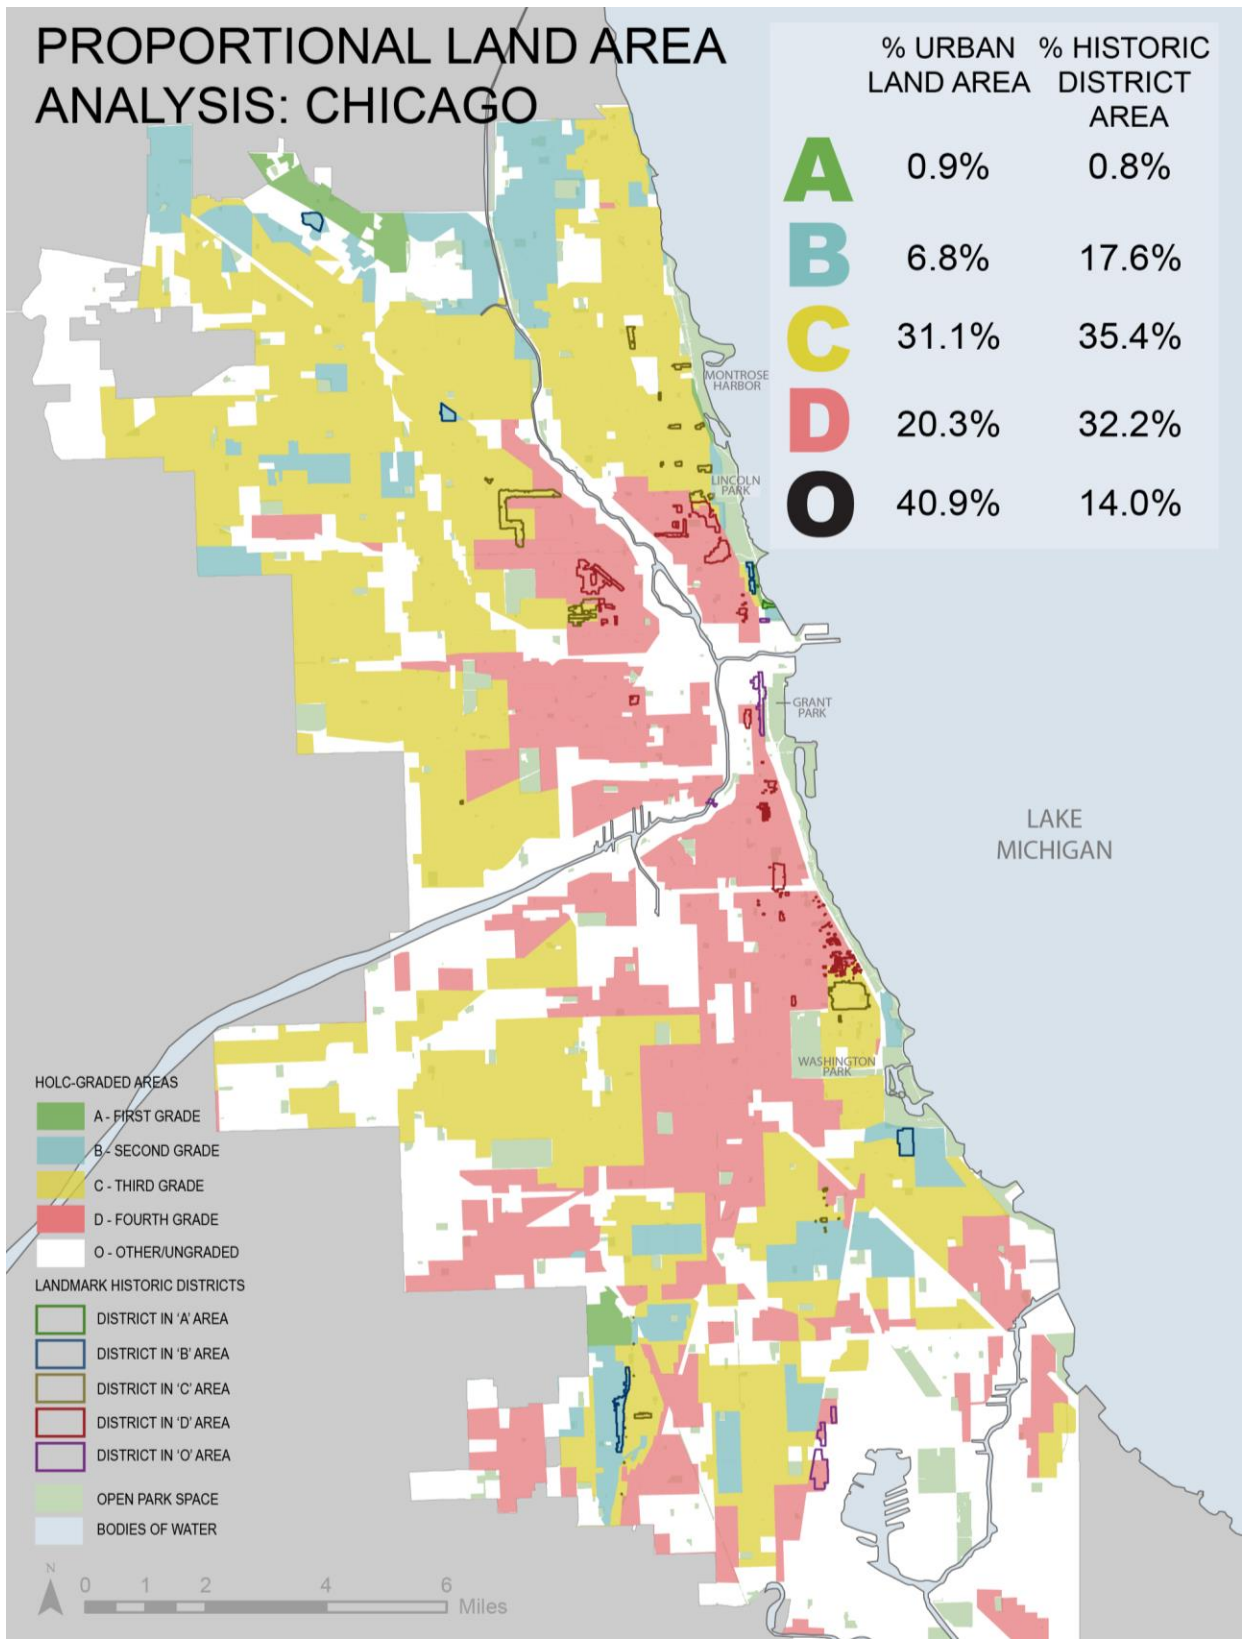 PROPORTIONAL LAND AREA
ANALYSIS: CHICAGO
% URBAN
LAND AREA
% HISTORIC
DISTRICT
AREA
A 0.9% 0.8%
B 6.8% 17.6%
C 31.1% 35.4%
D 20.3% 32.2%
O 40.9% 14.0%
MONTROSE
HARBOR
LINCOLN
PARK
GRANT
PARK
LAKE
MICHIGAN
WASHINGTON
PARK
HOLC-GRADED AREAS
A - FIRST GRADE
B - SECOND GRADE
C - THIRD GRADE
D - FOURTH GRADE
O - OTHER/UNGRADED
LANDMARK HISTORIC DISTRICTS
DISTRICT IN 'A' AREA
DISTRICT IN 'B' AREA
DISTRICT IN 'C' AREA
DISTRICT IN 'D' AREA
DISTRICT IN 'O' AREA
OPEN PARK SPACE
BODIES OF WATER
N
0 1 2 4 6
Miles